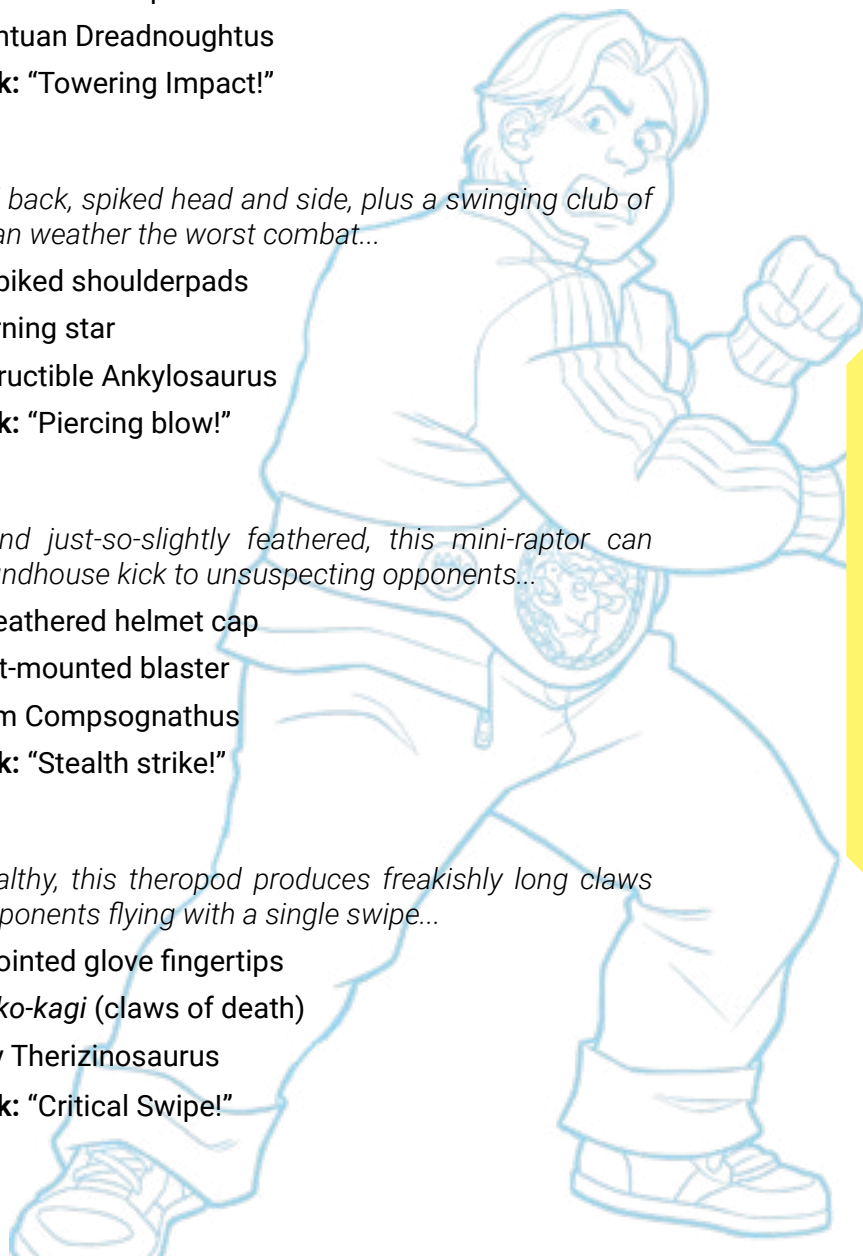 ntuan Dreadnoughtus
k: “Towering Impact!”
back, spiked head and side, plus a swinging club of
an weather the worst combat...
piked shoulderpads
rning star
ructible Ankylosaurus
k: “Piercing blow!”
nd just-so-slightly feathered, this mini-raptor can
ndhouse kick to unsuspecting opponents...
eathered helmet cap
t-mounted blaster
m Compsognathus
k: “Stealth strike!”
althy, this theropod produces freakishly long claws
ponents flying with a single swipe...
ointed glove fingertips
ko-kagi (claws of death)
y Therizinosaurus
k: “Critical Swipe!”